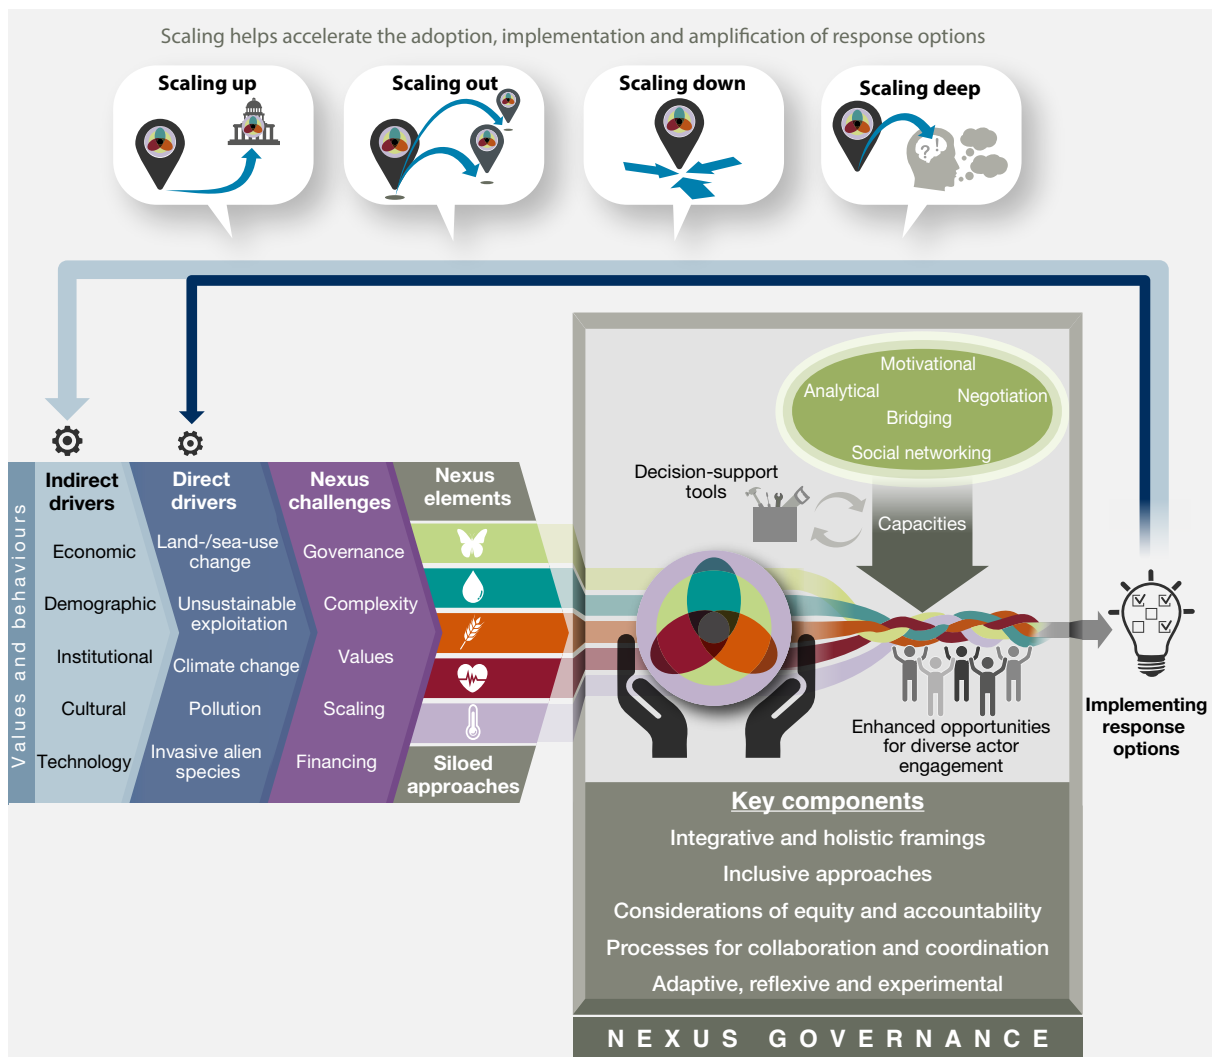 Scaling helps accelerate the adoption, implementation and amplification of response options
Scaling up
Scaling out
Scaling down
Scaling deep
? !
Values and behaviours
Indirect
drivers
Economic
Demographic
Institutional
Cultural
Technology
Direct
drivers
Land-/sea-use
change
Unsustainable
exploitation
Climate change
Pollution
Invasive alien
species
Nexus
challenges
Governance
Complexity
Values
Scaling
Financing
Nexus
elements
Siloed
approaches
Motivational
Analytical
Negotiation
Bridging
Social networking
Decision-support
tools
Capacities
Enhanced opportunities
for diverse actor
engagement
Implementing
response
options
Key components
Integrative and holistic framings
Inclusive approaches
Considerations of equity and accountability
Processes for collaboration and coordination
Adaptive, reflexive and experimental
NEXUS GOVERNANCE